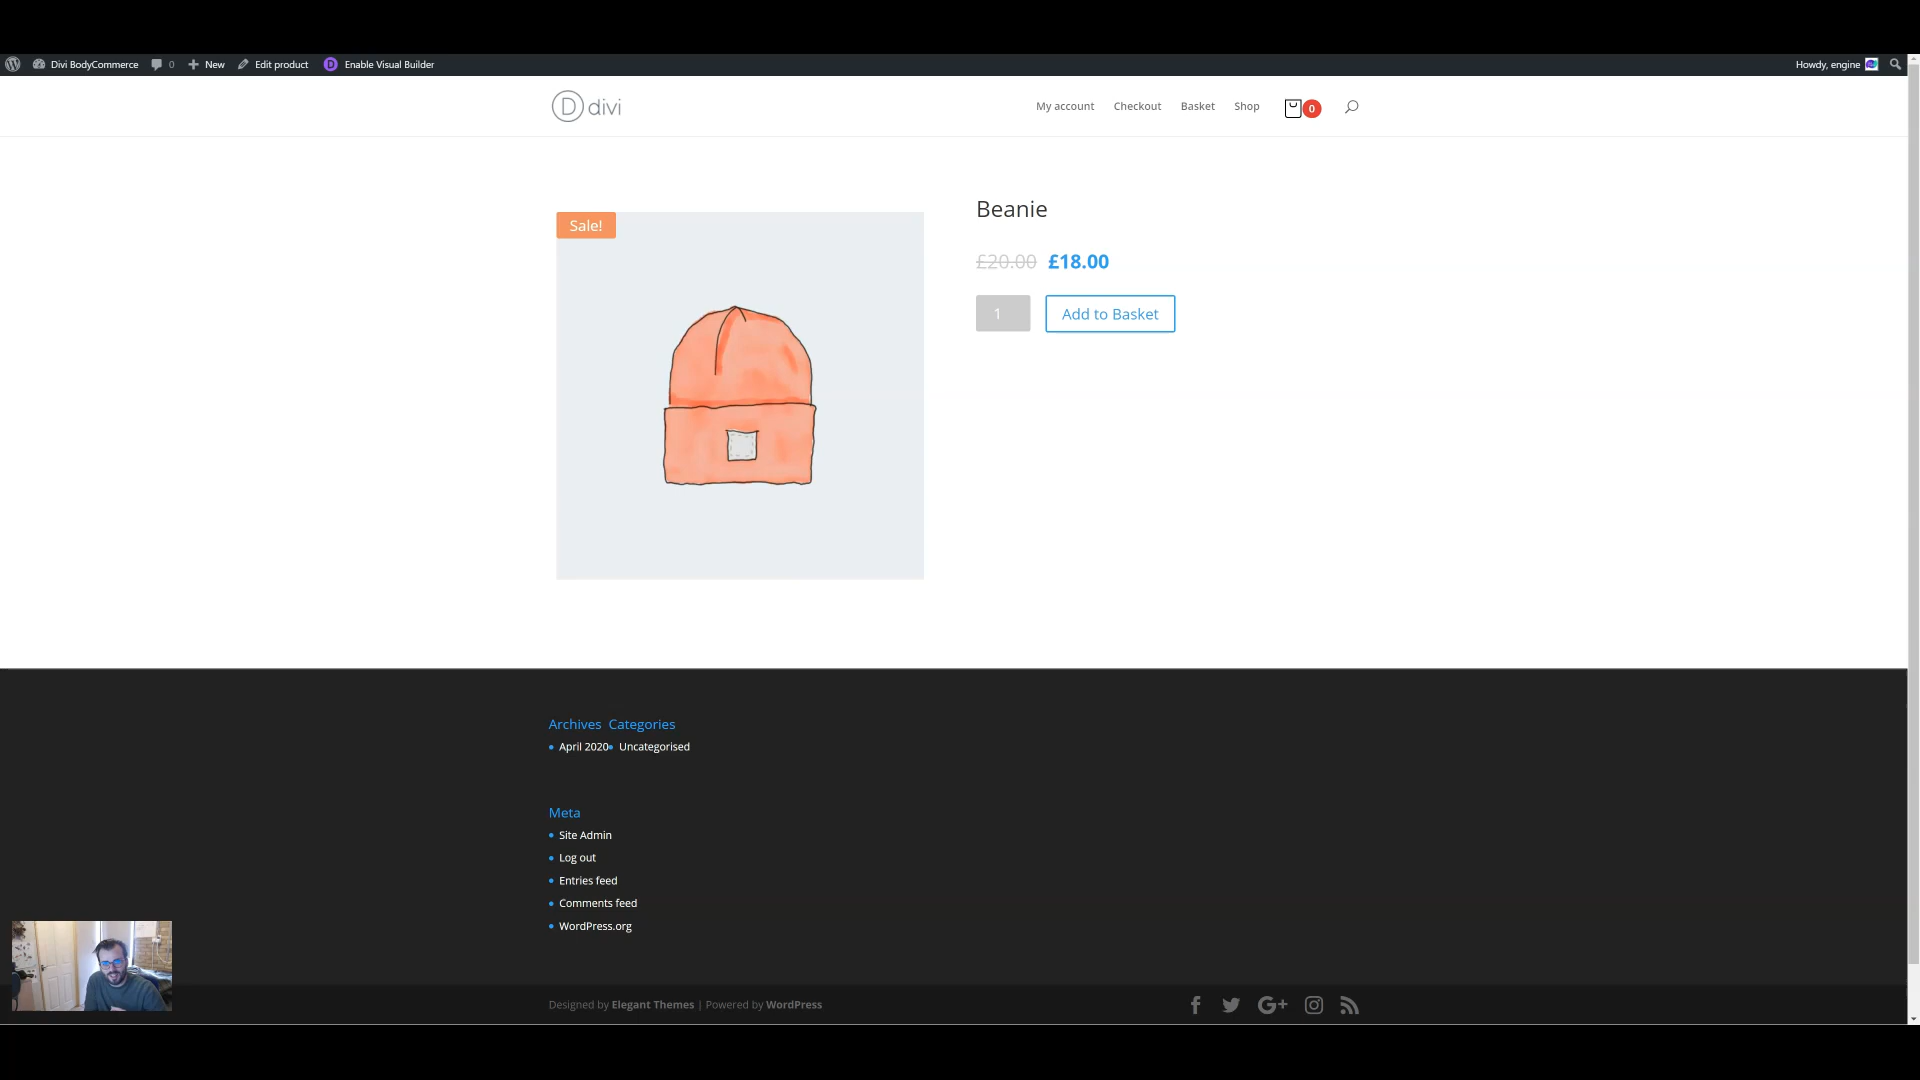 Divi BodyCommerce 0 New Edit product D Enable Visual Builder Howdy, engine
D divi My account Checkout Basket Shop 0
Sale!
Beanie
£20.00 £18.00
1 Add to Basket
Archives Categories
April 2020 Uncategorised
Meta
Site Admin
Log out
Entries feed
Comments feed
WordPress.org
Designed by Elegant Themes | Powered by WordPress G+